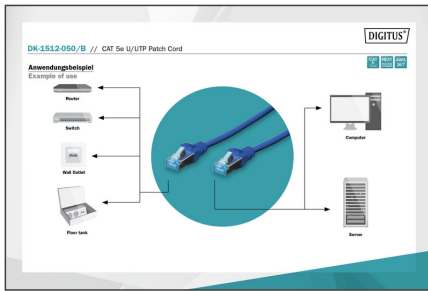 DIGITUS®
DK-1512-050/B // CAT 5e U/UTP Patch Cord
Anwendungsbeispiel
Example of use
Router
Switch
Wall Outlet
Floor tank
Computer
Server